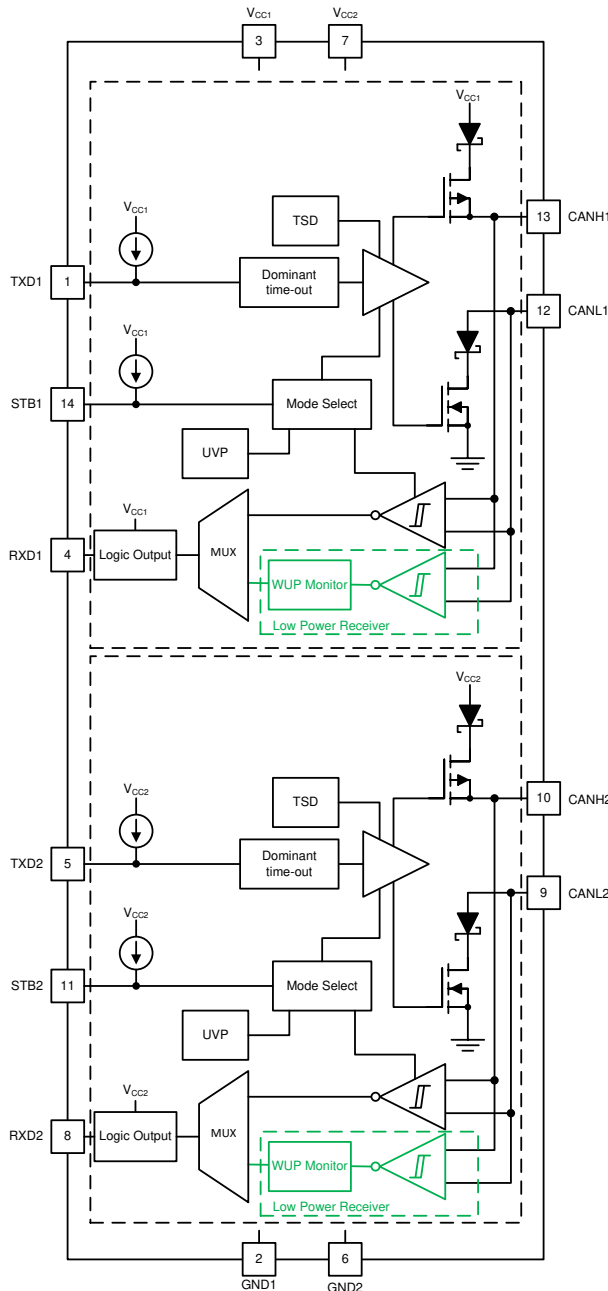 VCC1 VCC2
3 7
VCC1
TSD
13 CANH1
VCC1
TXD1 1
Dominant
time-out
12 CANL1
VCC1
STB1 14
Mode Select
UVP
VCC1
RXD1 4
Logic Output
MUX
WUP Monitor
Low Power Receiver
VCC2
TSD
10 CANH2
VCC2
TXD2 5
Dominant
time-out
9 CANL2
VCC2
STB2 11
Mode Select
UVP
VCC2
RXD2 8
Logic Output
MUX
WUP Monitor
Low Power Receiver
2 6
GND1 GND2